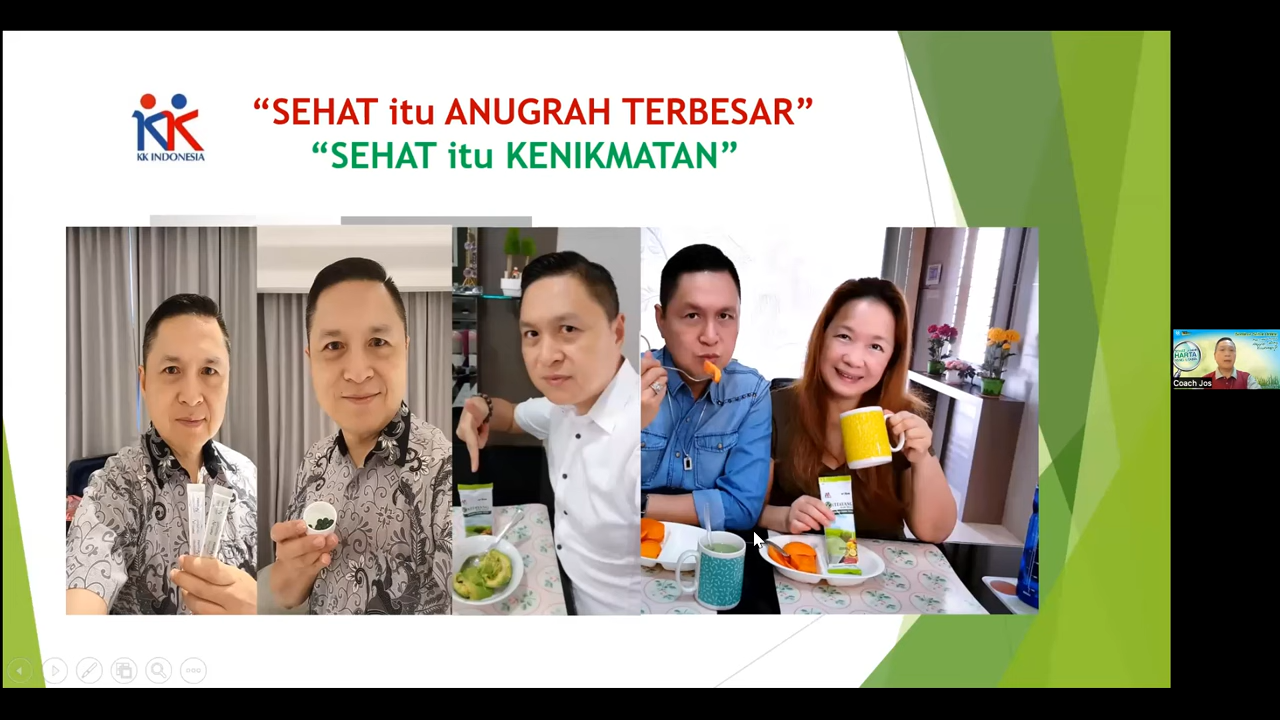 “SEHAT itu ANUGRAH TERBESAR”
“SEHAT itu KENIKMATAN”
KK INDONESIA
HARTA
Coach Jos